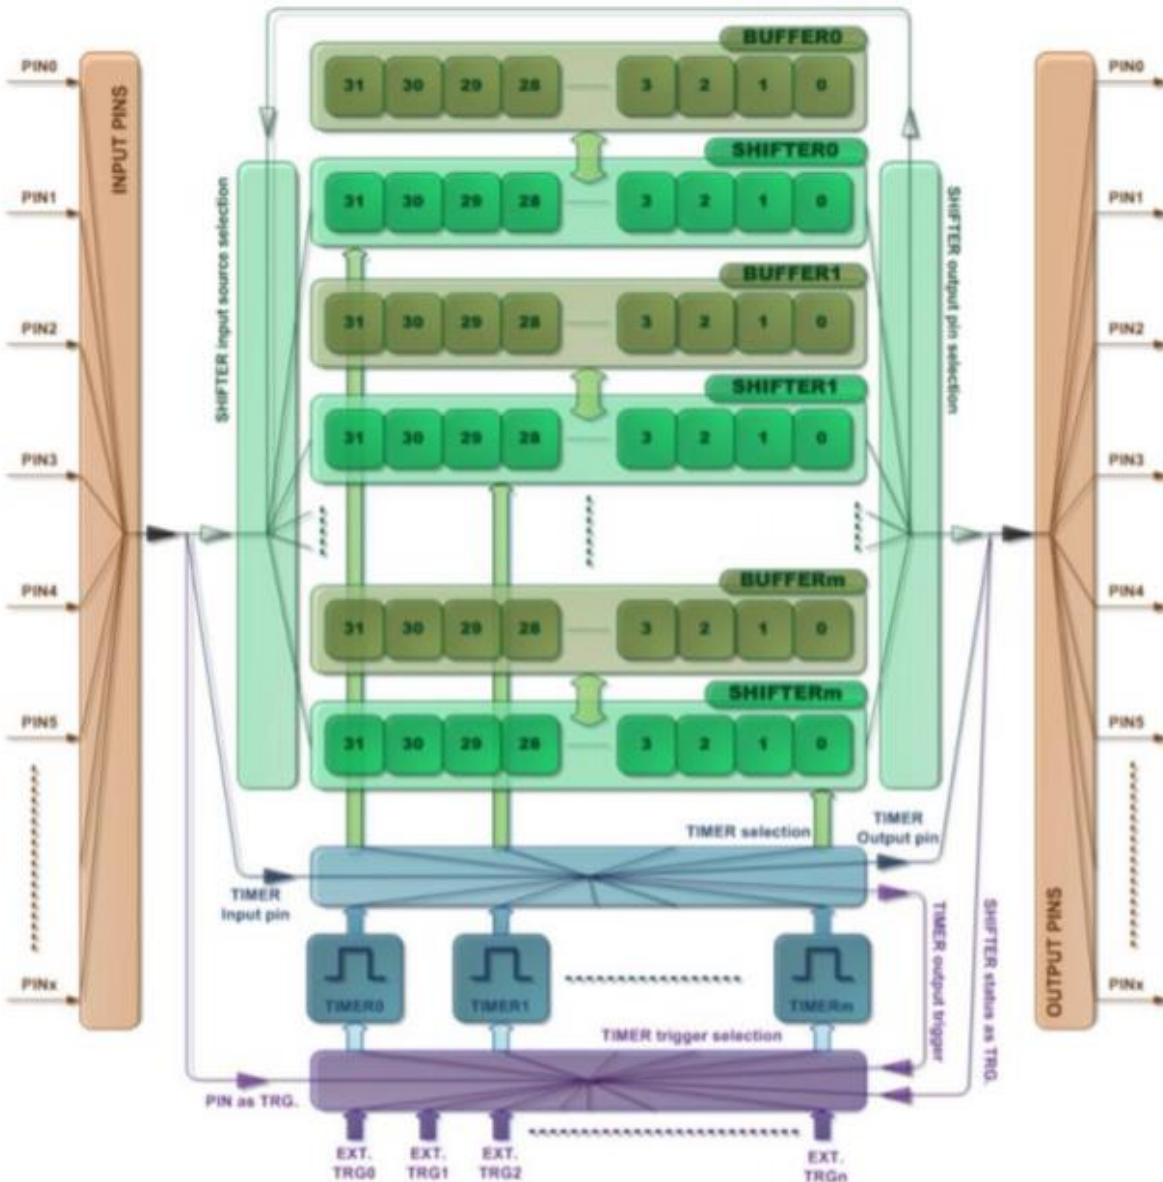 BUFFER0
31 30 29 28 3 2 1 0
SHIFTER0
31 30 29 28 3 2 1 0
BUFFER1
31 30 29 28 3 2 1 0
SHIFTER1
31 30 29 28 3 2 1 0
BUFFERm
31 30 29 28 3 2 1 0
SHIFTERm
31 30 29 28 3 2 1 0
INPUT PINS
PIN0
PIN1
PIN2
PIN3
PIN4
PIN5
PINx
SHIFTER input source selection
SHIFTER output pin selection
OUTPUT PINS
PIN0
PIN1
PIN2
PIN3
PIN4
PIN5
PINx
TIMER selection
TIMER
Output pin
TIMER
Input pin
TIMER0
TIMER1
TIMERm
TIMER output trigger
SHIFTER status as TRG.
TIMER trigger selection
PIN as TRG.
EXT.
TRG0
EXT.
TRG1
EXT.
TRG2
EXT.
TRGn